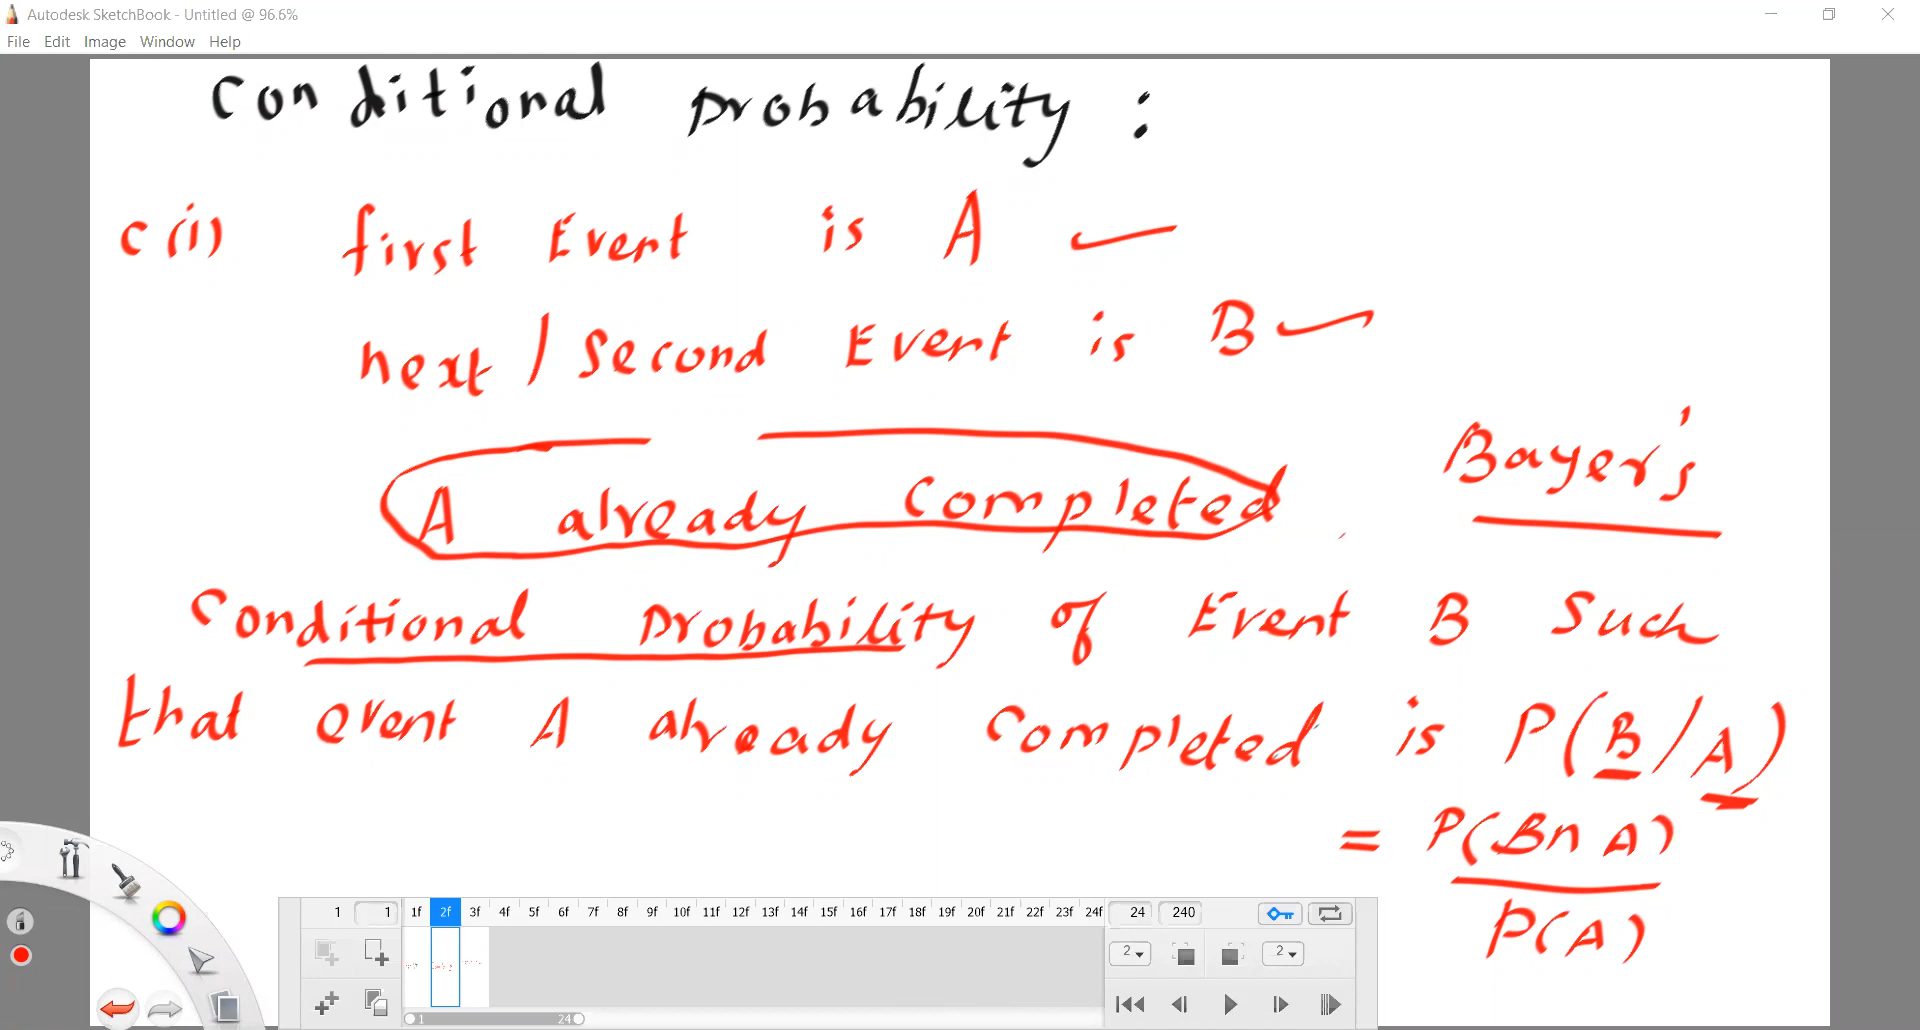 Autodesk SketchBook - Untitled @ 96.6%
File Edit Image Window Help
Conditional probability :
c(i) first Event is A
next / Second Event is B
A already Completed
Bayer's
Conditional probability of Event B Such
that event A already Completed is P(B/A)
= P(B∩A)
P(A)
1 1 1f 2f 3f 4f 5f 6f 7f 8f 9f 10f 11f 12f 13f 14f 15f 16f 17f 18f 19f 20f 21f 22f 23f 24f 24 240
2 2
1 24